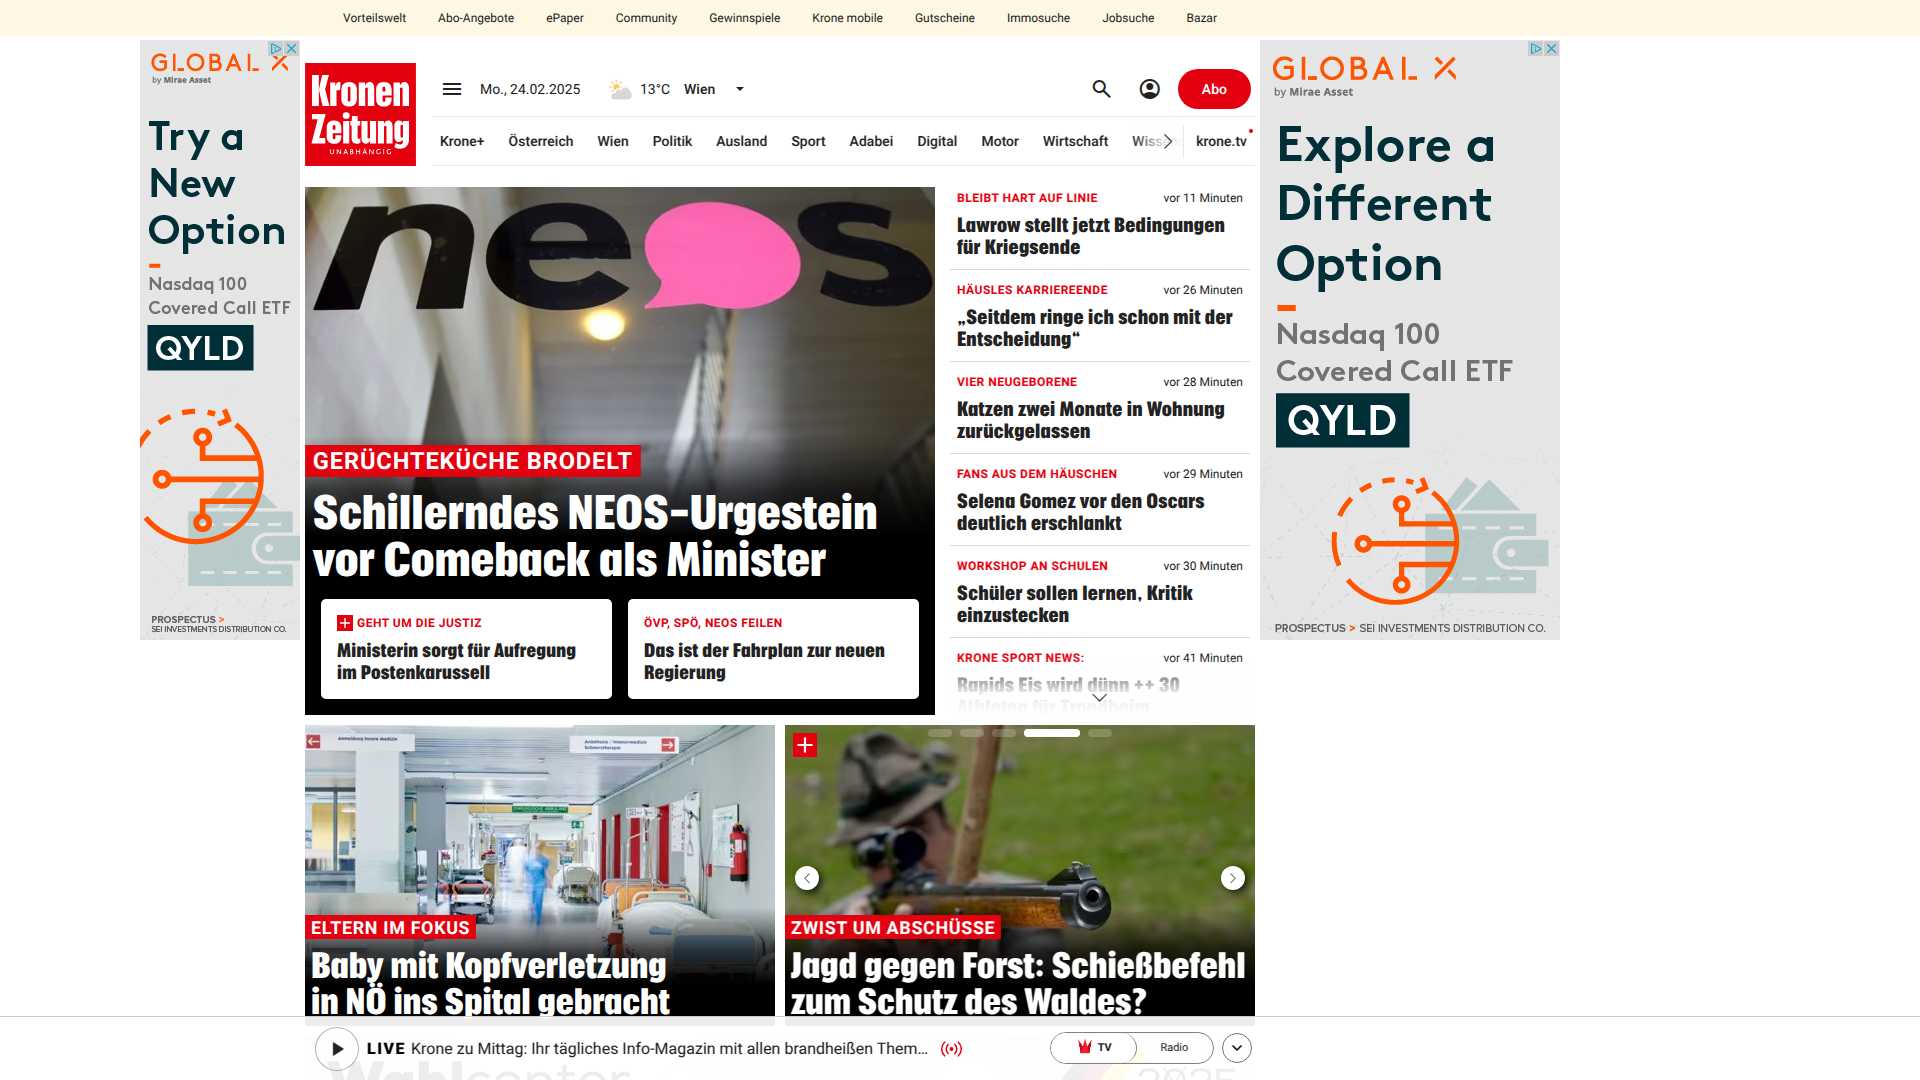 Vorteilswelt Abo-Angebote ePaper Community Gewinnspiele Krone mobile Gutscheine Immosuche Jobsuche Bazar
GLOBAL X
by Mirae Asset
Try a
New
Option
Nasdaq 100
Covered Call ETF
QYLD
PROSPECTUS >
SEI INVESTMENTS DISTRIBUTION CO.
Kronen
Zeitung
UNABHÄNGIG
Mo., 24.02.2025 13°C Wien
Abo
Krone+ Österreich Wien Politik Ausland Sport Adabei Digital Motor Wirtschaft Wissen krone.tv
neos
GERÜCHTEKÜCHE BRODELT
Schillerndes NEOS-Urgestein
vor Comeback als Minister
GEHT UM DIE JUSTIZ
Ministerin sorgt für Aufregung
im Postenkarussell
ÖVP, SPÖ, NEOS FEILEN
Das ist der Fahrplan zur neuen
Regierung
BLEIBT HART AUF LINIE vor 11 Minuten
Lawrow stellt jetzt Bedingungen
für Kriegsende
HÄUSLES KARRIEREENDE vor 26 Minuten
„Seitdem ringe ich schon mit der
Entscheidung“
VIER NEUGEBORENE vor 28 Minuten
Katzen zwei Monate in Wohnung
zurückgelassen
FANS AUS DEM HÄUSCHEN vor 29 Minuten
Selena Gomez vor den Oscars
deutlich erschlankt
WORKSHOP AN SCHULEN vor 30 Minuten
Schüler sollen lernen, Kritik
einzustecken
KRONE SPORT NEWS: vor 41 Minuten
Rapids Eis wird dünn ++ 30
Athleten für Trondheim
GLOBAL X
by Mirae Asset
Explore a
Different
Option
Nasdaq 100
Covered Call ETF
QYLD
PROSPECTUS > SEI INVESTMENTS DISTRIBUTION CO.
Anmeldung Innere Medizin
ELTERN IM FOKUS
Baby mit Kopfverletzung
in NÖ ins Spital gebracht
ZWIST UM ABSCHÜSSE
Jagd gegen Forst: Schießbefehl
zum Schutz des Waldes?
LIVE Krone zu Mittag: Ihr tägliches Info-Magazin mit allen brandheißen Them...
TV Radio
Wahlcenter
2025